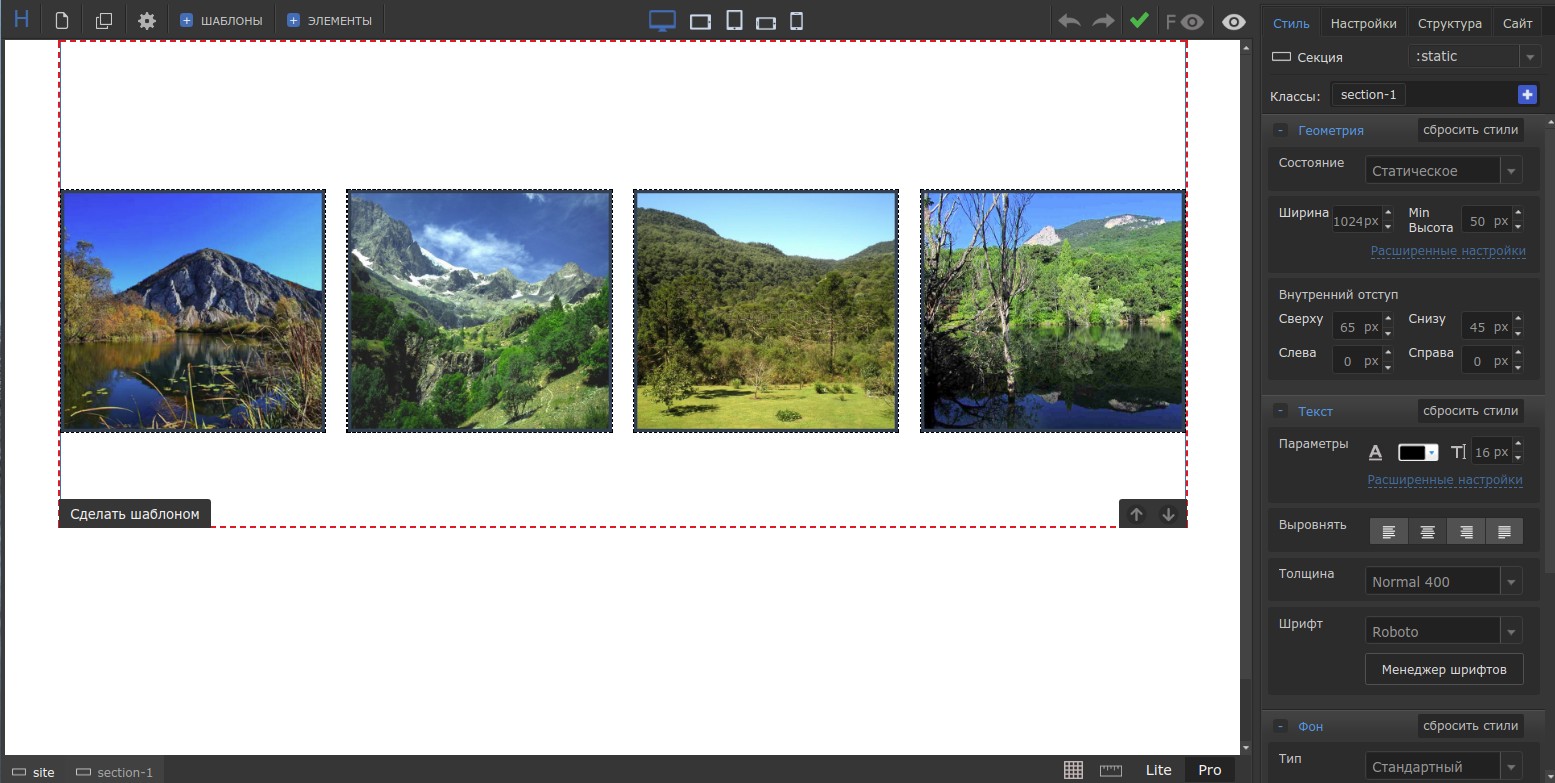 H + ШАБЛОНЫ + ЭЛЕМЕНТЫ F
Стиль Настройки Структура Сайт
Секция :static
Классы: section-1 +
- Геометрия сбросить стили
Состояние Статическое
Ширина 1024px Min Высота 50 px
Расширенные настройки
Внутренний отступ
Сверху 65 px Снизу 45 px
Слева 0 px Справа 0 px
- Текст сбросить стили
Параметры A T 16 px
Расширенные настройки
Выровнять
Толщина Normal 400
Шрифт Roboto
Менеджер шрифтов
- Фон сбросить стили
Тип Стандартный
Сделать шаблоном
site section-1 Lite Pro